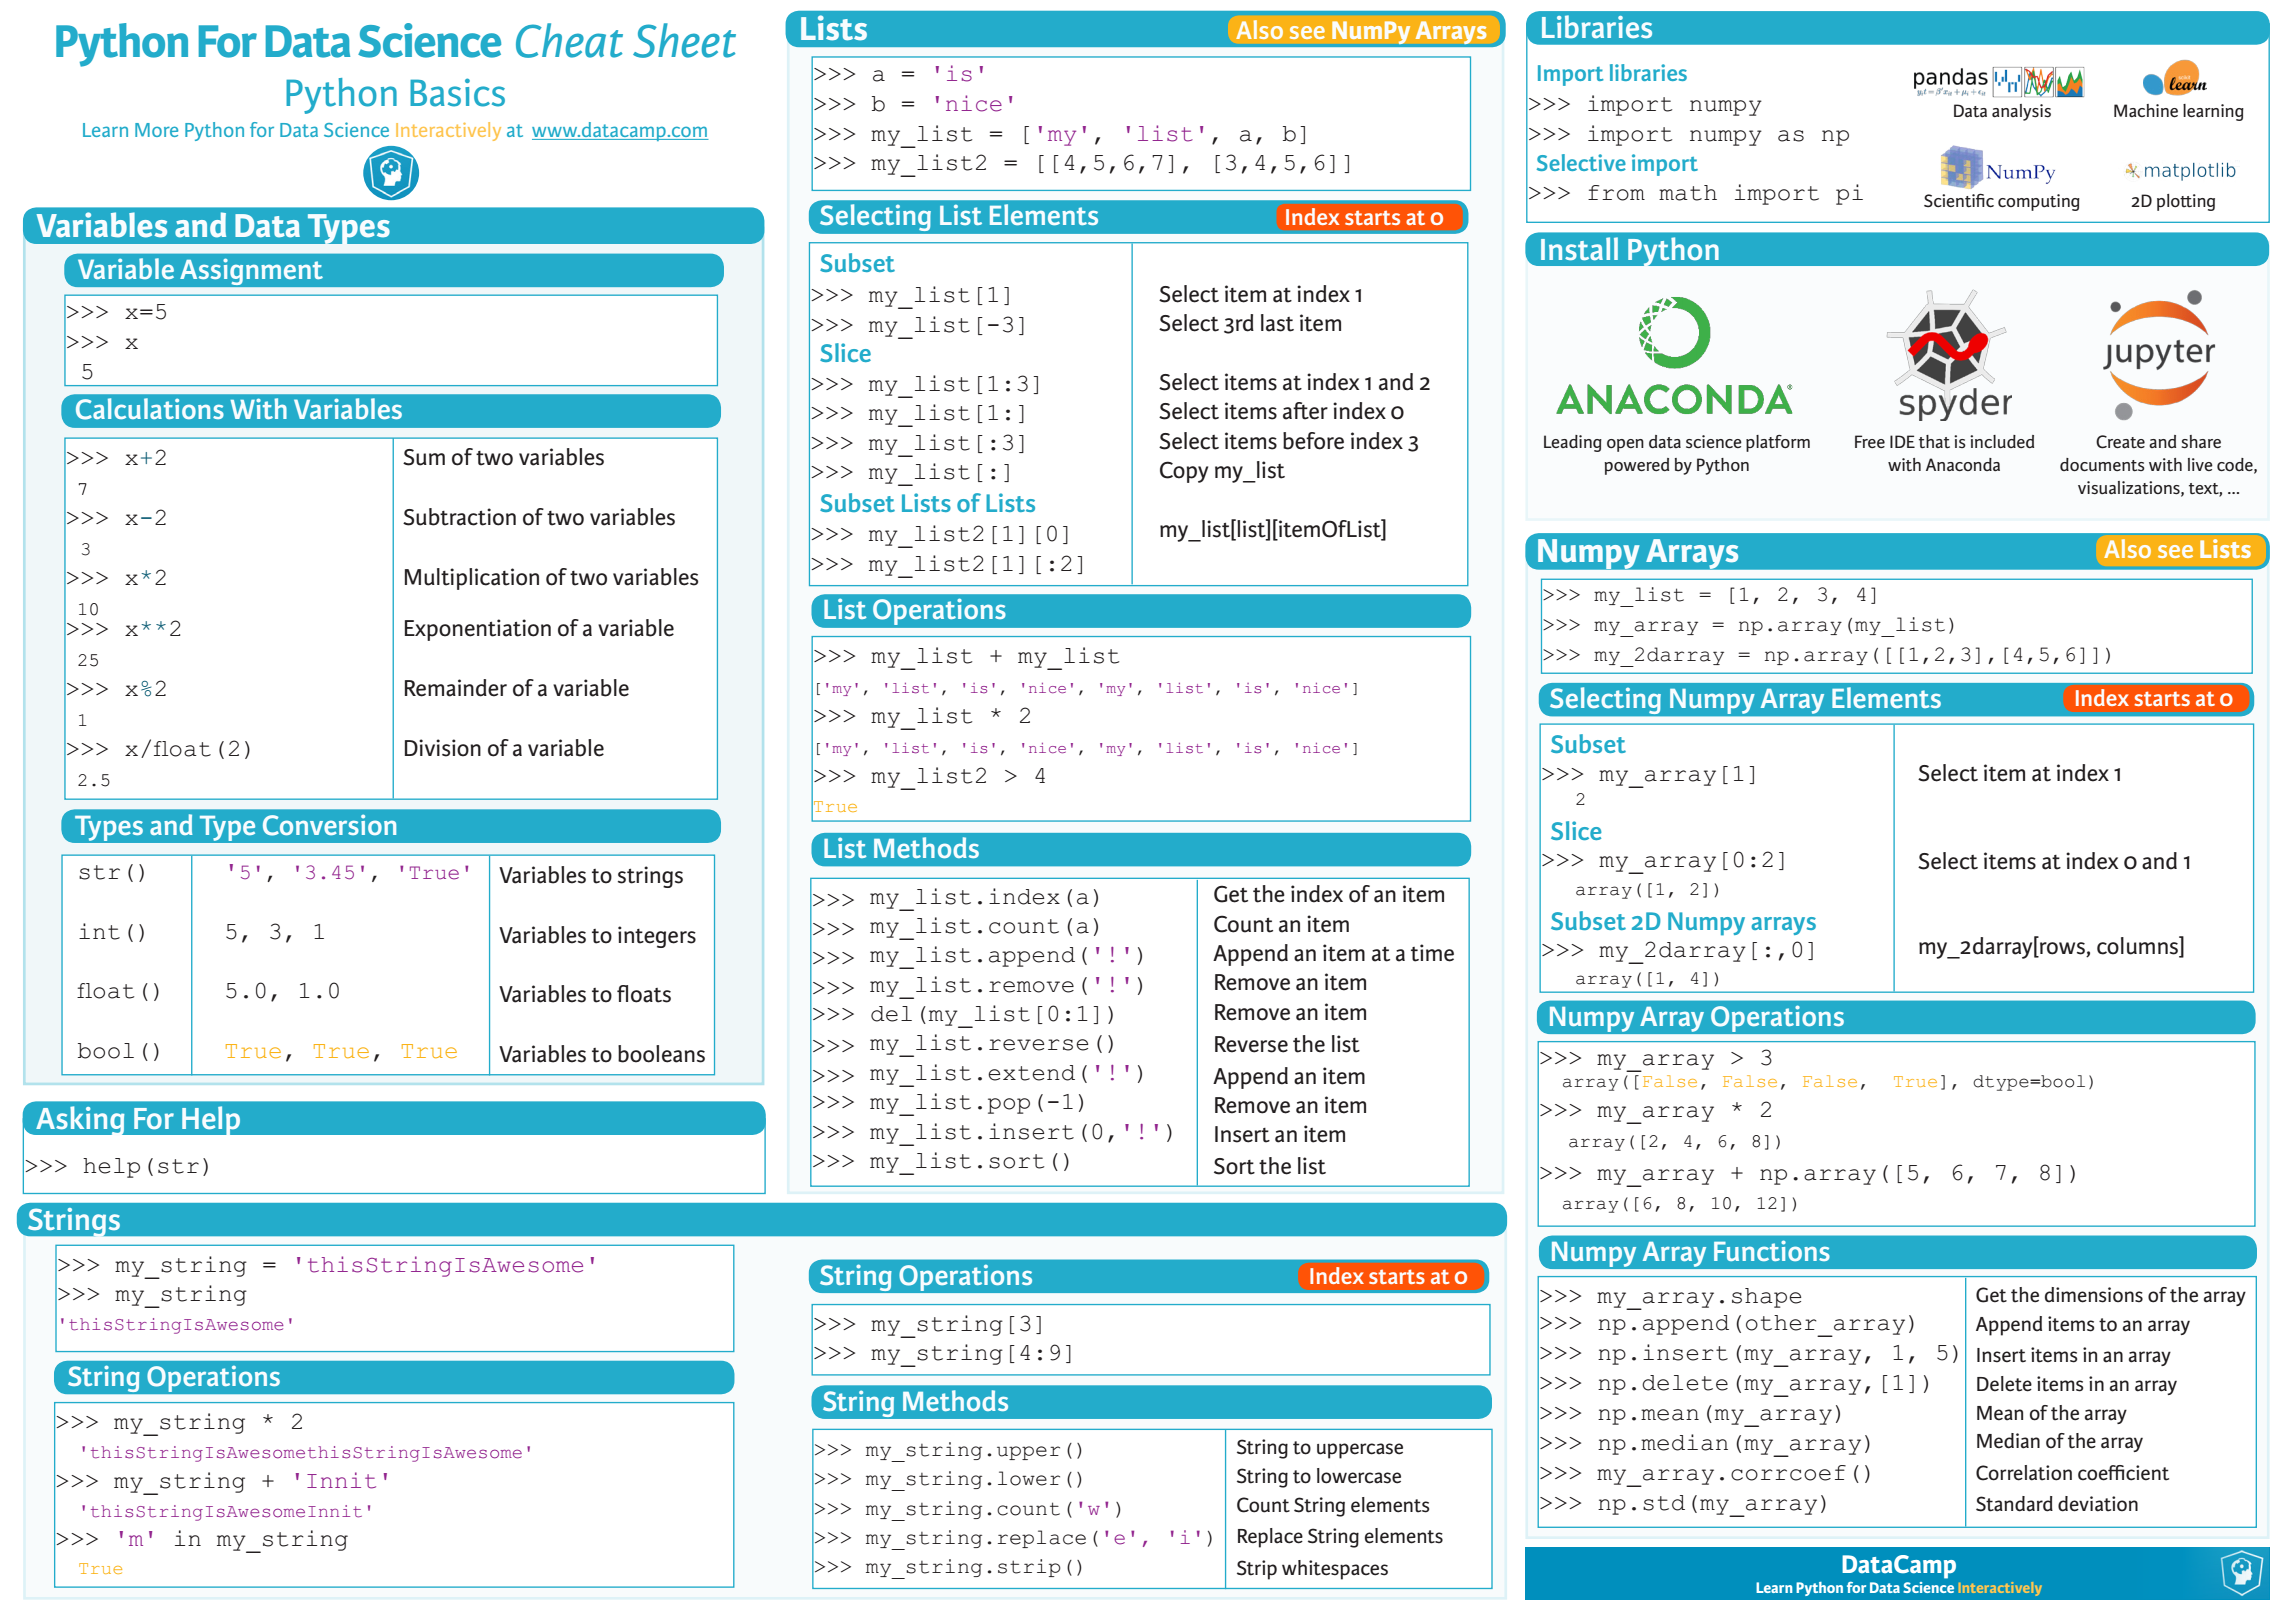 Python For Data Science Cheat Sheet
Python Basics
Learn More Python for Data Science Interactively at www.datacamp.com
Variables and Data Types
Variable Assignment
>>> x=5
>>> x
5
Calculations With Variables
>>> x+2 Sum of two variables
7
>>> x-2 Subtraction of two variables
3
>>> x*2 Multiplication of two variables
10
>>> x**2 Exponentiation of a variable
25
>>> x%2 Remainder of a variable
1
>>> x/float(2) Division of a variable
2.5
Types and Type Conversion
str() '5', '3.45', 'True' Variables to strings
int() 5, 3, 1 Variables to integers
float() 5.0, 1.0 Variables to floats
bool() True, True, True Variables to booleans
Asking For Help
>>> help(str)
Lists Also see NumPy Arrays
>>> a = 'is'
>>> b = 'nice'
>>> my_list = ['my', 'list', a, b]
>>> my_list2 = [[4,5,6,7], [3,4,5,6]]
Selecting List Elements Index starts at 0
Subset
>>> my_list[1] Select item at index 1
>>> my_list[-3] Select 3rd last item
Slice
>>> my_list[1:3] Select items at index 1 and 2
>>> my_list[1:] Select items after index 0
>>> my_list[:3] Select items before index 3
>>> my_list[:] Copy my_list
Subset Lists of Lists
>>> my_list2[1][0] my_list[list][itemOfList]
>>> my_list2[1][:2]
List Operations
>>> my_list + my_list
['my', 'list', 'is', 'nice', 'my', 'list', 'is', 'nice']
>>> my_list * 2
['my', 'list', 'is', 'nice', 'my', 'list', 'is', 'nice']
>>> my_list2 > 4
True
List Methods
>>> my_list.index(a) Get the index of an item
>>> my_list.count(a) Count an item
>>> my_list.append('!') Append an item at a time
>>> my_list.remove('!') Remove an item
>>> del(my_list[0:1]) Remove an item
>>> my_list.reverse() Reverse the list
>>> my_list.extend('!') Append an item
>>> my_list.pop(-1) Remove an item
>>> my_list.insert(0,'!') Insert an item
>>> my_list.sort() Sort the list
Strings
>>> my_string = 'thisStringIsAwesome'
>>> my_string
'thisStringIsAwesome'
String Operations
>>> my_string * 2
'thisStringIsAwesomethisStringIsAwesome'
>>> my_string + 'Innit'
'thisStringIsAwesomeInnit'
>>> 'm' in my_string
True
String Operations Index starts at 0
>>> my_string[3]
>>> my_string[4:9]
String Methods
>>> my_string.upper() String to uppercase
>>> my_string.lower() String to lowercase
>>> my_string.count('w') Count String elements
>>> my_string.replace('e', 'i') Replace String elements
>>> my_string.strip() Strip whitespaces
Libraries
Import libraries
>>> import numpy
>>> import numpy as np
Selective import
>>> from math import pi
pandas
Data analysis
learn
Machine learning
NumPy
Scientific computing
matplotlib
2D plotting
Install Python
ANACONDA
Leading open data science platform
powered by Python
spyder
Free IDE that is included
with Anaconda
jupyter
Create and share
documents with live code,
visualizations, text, ...
Numpy Arrays Also see Lists
>>> my_list = [1, 2, 3, 4]
>>> my_array = np.array(my_list)
>>> my_2darray = np.array([[1,2,3],[4,5,6]])
Selecting Numpy Array Elements Index starts at 0
Subset
>>> my_array[1] Select item at index 1
2
Slice
>>> my_array[0:2] Select items at index 0 and 1
array([1, 2])
Subset 2D Numpy arrays
>>> my_2darray[:,0] my_2darray[rows, columns]
array([1, 4])
Numpy Array Operations
>>> my_array > 3
array([False, False, False, True], dtype=bool)
>>> my_array * 2
array([2, 4, 6, 8])
>>> my_array + np.array([5, 6, 7, 8])
array([6, 8, 10, 12])
Numpy Array Functions
>>> my_array.shape Get the dimensions of the array
>>> np.append(other_array) Append items to an array
>>> np.insert(my_array, 1, 5) Insert items in an array
>>> np.delete(my_array,[1]) Delete items in an array
>>> np.mean(my_array) Mean of the array
>>> np.median(my_array) Median of the array
>>> my_array.corrcoef() Correlation coefficient
>>> np.std(my_array) Standard deviation
DataCamp
Learn Python for Data Science Interactively